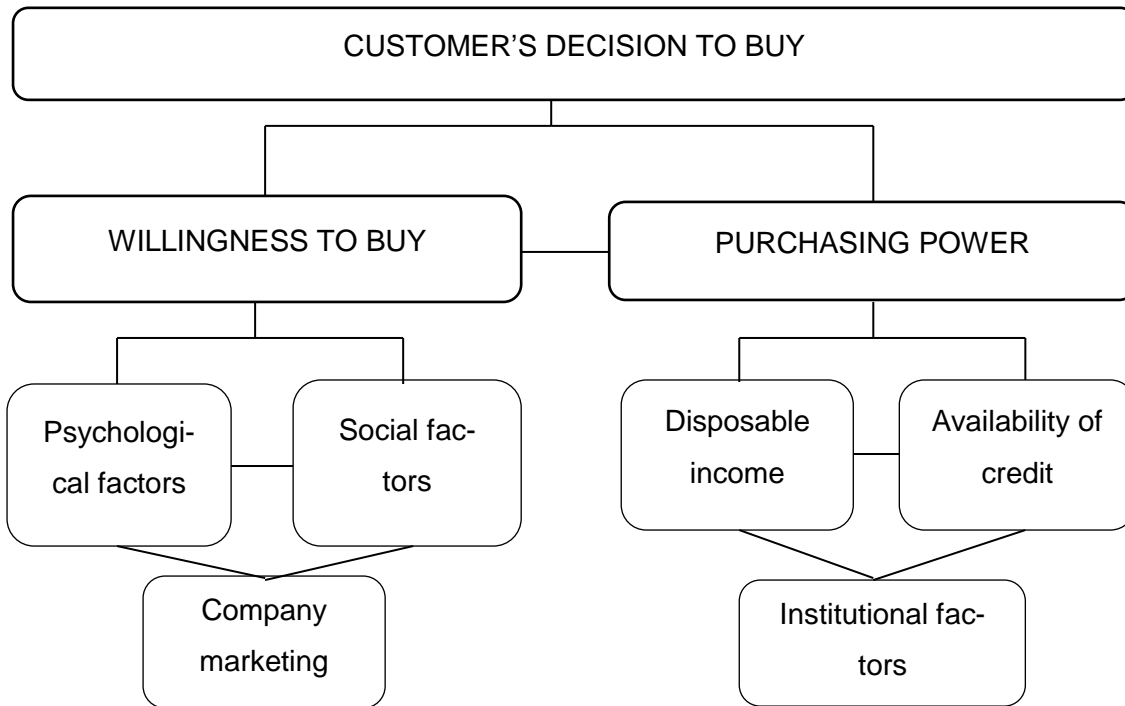 CUSTOMER’S DECISION TO BUY
WILLINGNESS TO BUY
PURCHASING POWER
Psychologi-
cal factors
Social fac-
tors
Disposable
income
Availability of
credit
Company
marketing
Institutional fac-
tors